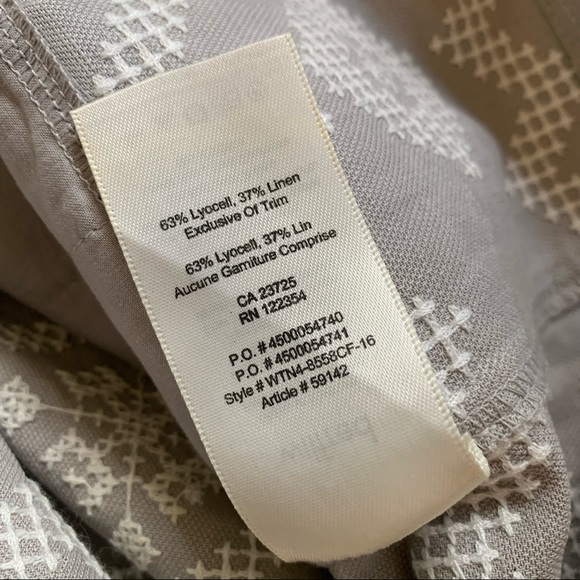 63% Lyocell, 37% Linen
Exclusive Of Trim
63% Lyocell, 37% Lin
Aucune Garniture Comprise
CA 23725
RN 122354
P.O. # 4500054740
P.O. # 4500054741
Style # WTN4-8558CF-16
Article # 59142